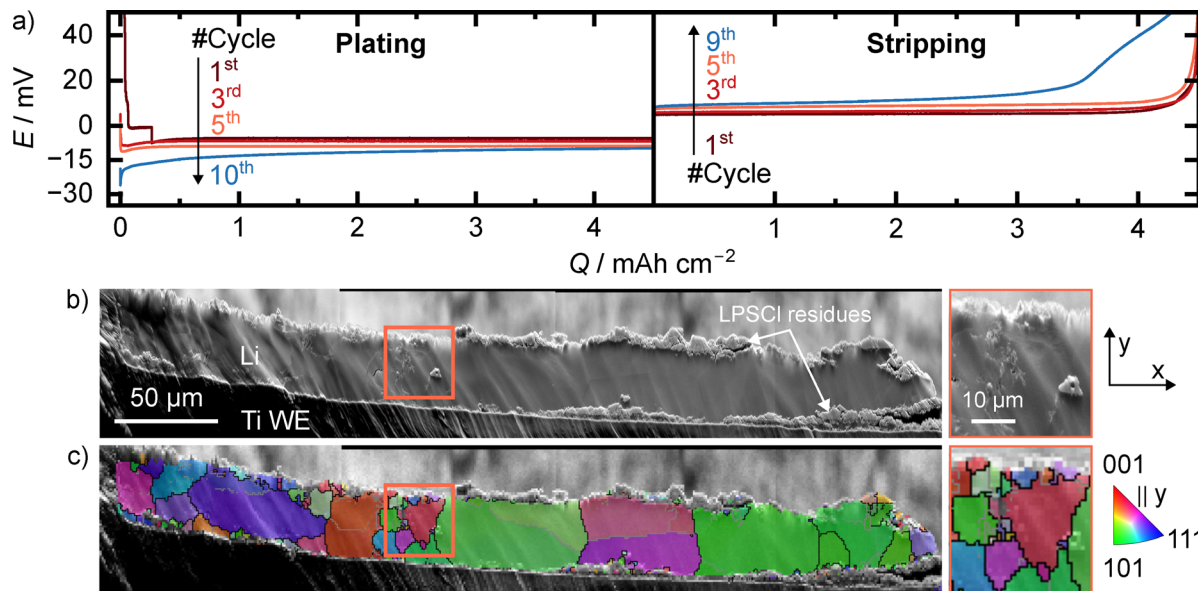 a)
#Cycle
Plating
1st
3rd
5th
10th
40
20
0
−15
−30
E / mV
0
1
2
3
4
Stripping
9th
5th
3rd
1st
#Cycle
1
2
3
4
Q / mAh cm−2
b)
LPSCl residues
Li
50 µm
Ti WE
10 µm
y
x
c)
001
|| y
111
101